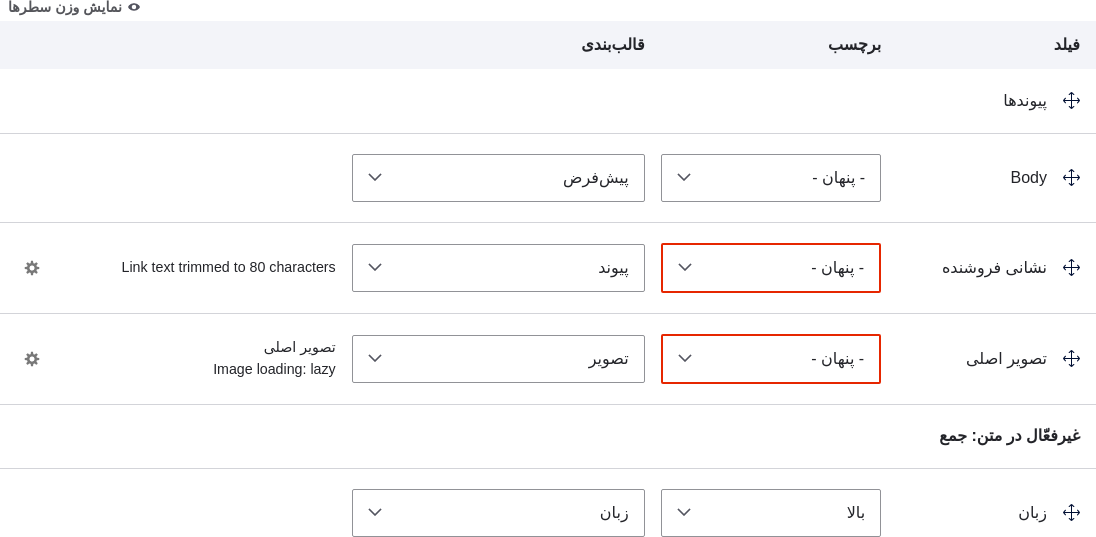 نمایش وزن سطرها
فیلد برچسب قالب‌بندی
پیوندها
Body - پنهان - پیش‌فرض
نشانی فروشنده - پنهان - پیوند Link text trimmed to 80 characters
تصویر اصلی - پنهان - تصویر تصویر اصلی
Image loading: lazy
غیرفعّال در متن: جمع
زبان بالا زبان